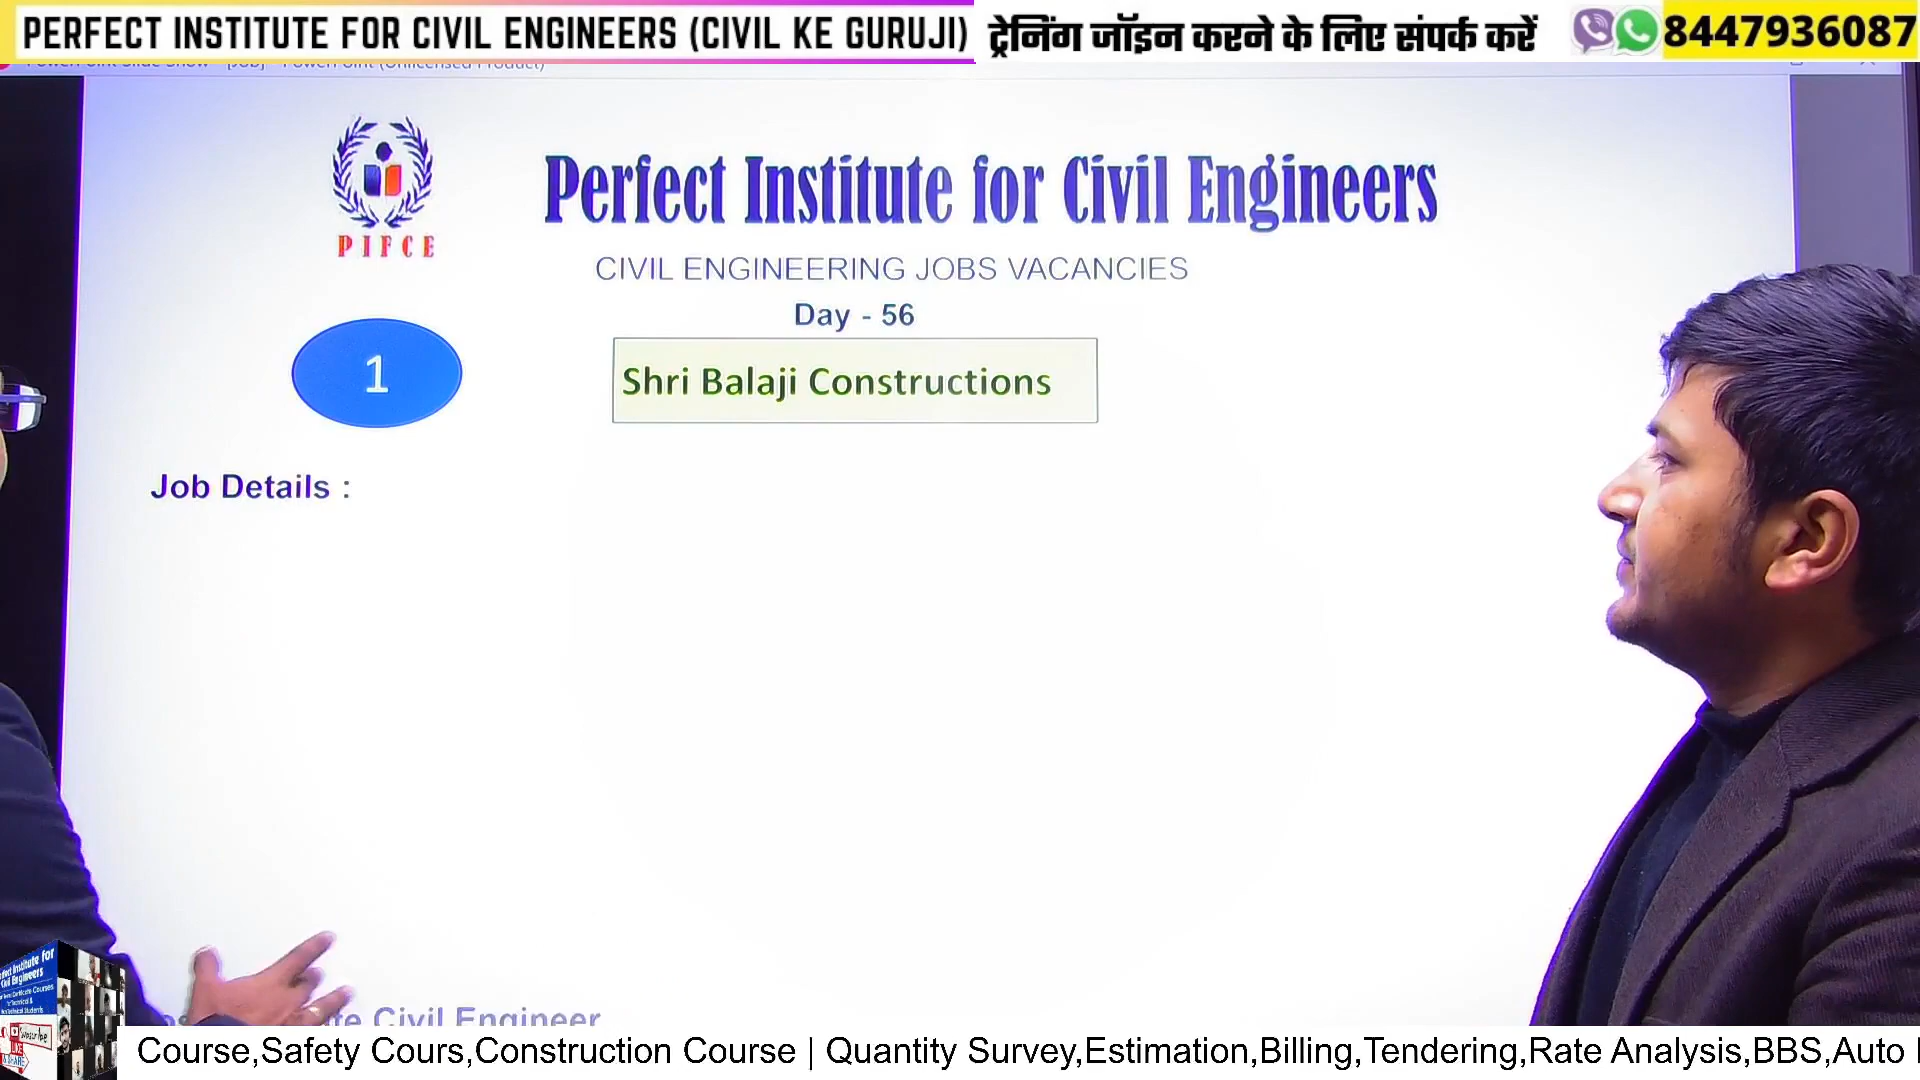 PERFECT INSTITUTE FOR CIVIL ENGINEERS (CIVIL KE GURUJI) ट्रेनिंग जॉइन करने के लिए संपर्क करें 8447936087
PIFCE
Perfect Institute for Civil Engineers
CIVIL ENGINEERING JOBS VACANCIES
Day - 56
1
Shri Balaji Constructions
Job Details :
Civil Engineer
Course,Safety Cours,Construction Course | Quantity Survey,Estimation,Billing,Tendering,Rate Analysis,BBS,Auto